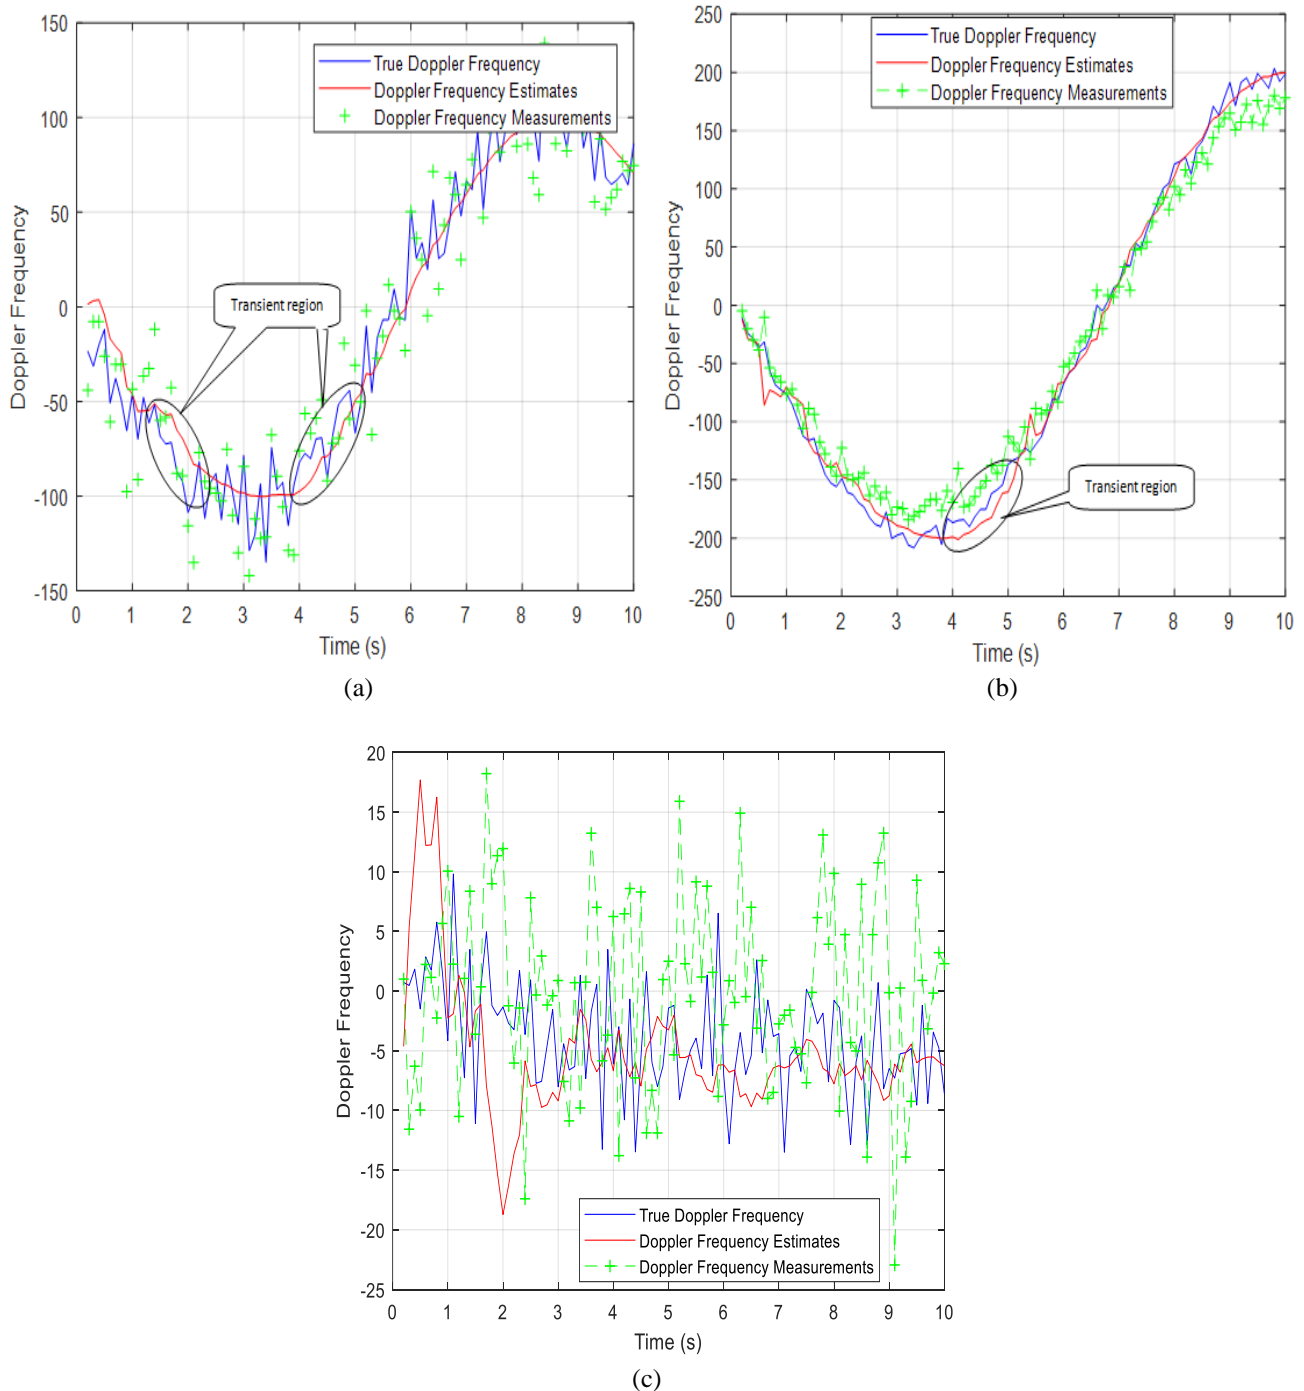 150
100
50
0
-50
-100
-150
Doppler Frequency
True Doppler Frequency
Doppler Frequency Estimates
Doppler Frequency Measurements
Transient region
0 1 2 3 4 5 6 7 8 9 10
Time (s)
(a)
250
200
150
100
50
0
-50
-100
-150
-200
-250
Doppler Frequency
True Doppler Frequency
Doppler Frequency Estimates
Doppler Frequency Measurements
Transient region
0 1 2 3 4 5 6 7 8 9 10
Time (s)
(b)
20
15
10
5
0
-5
-10
-15
-20
-25
Doppler Frequency
True Doppler Frequency
Doppler Frequency Estimates
Doppler Frequency Measurements
0 1 2 3 4 5 6 7 8 9 10
Time (s)
(c)